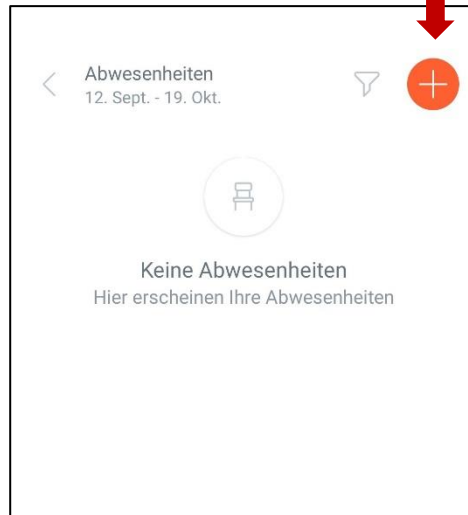 Abwesenheiten
12. Sept. - 19. Okt.
Keine Abwesenheiten
Hier erscheinen Ihre Abwesenheiten